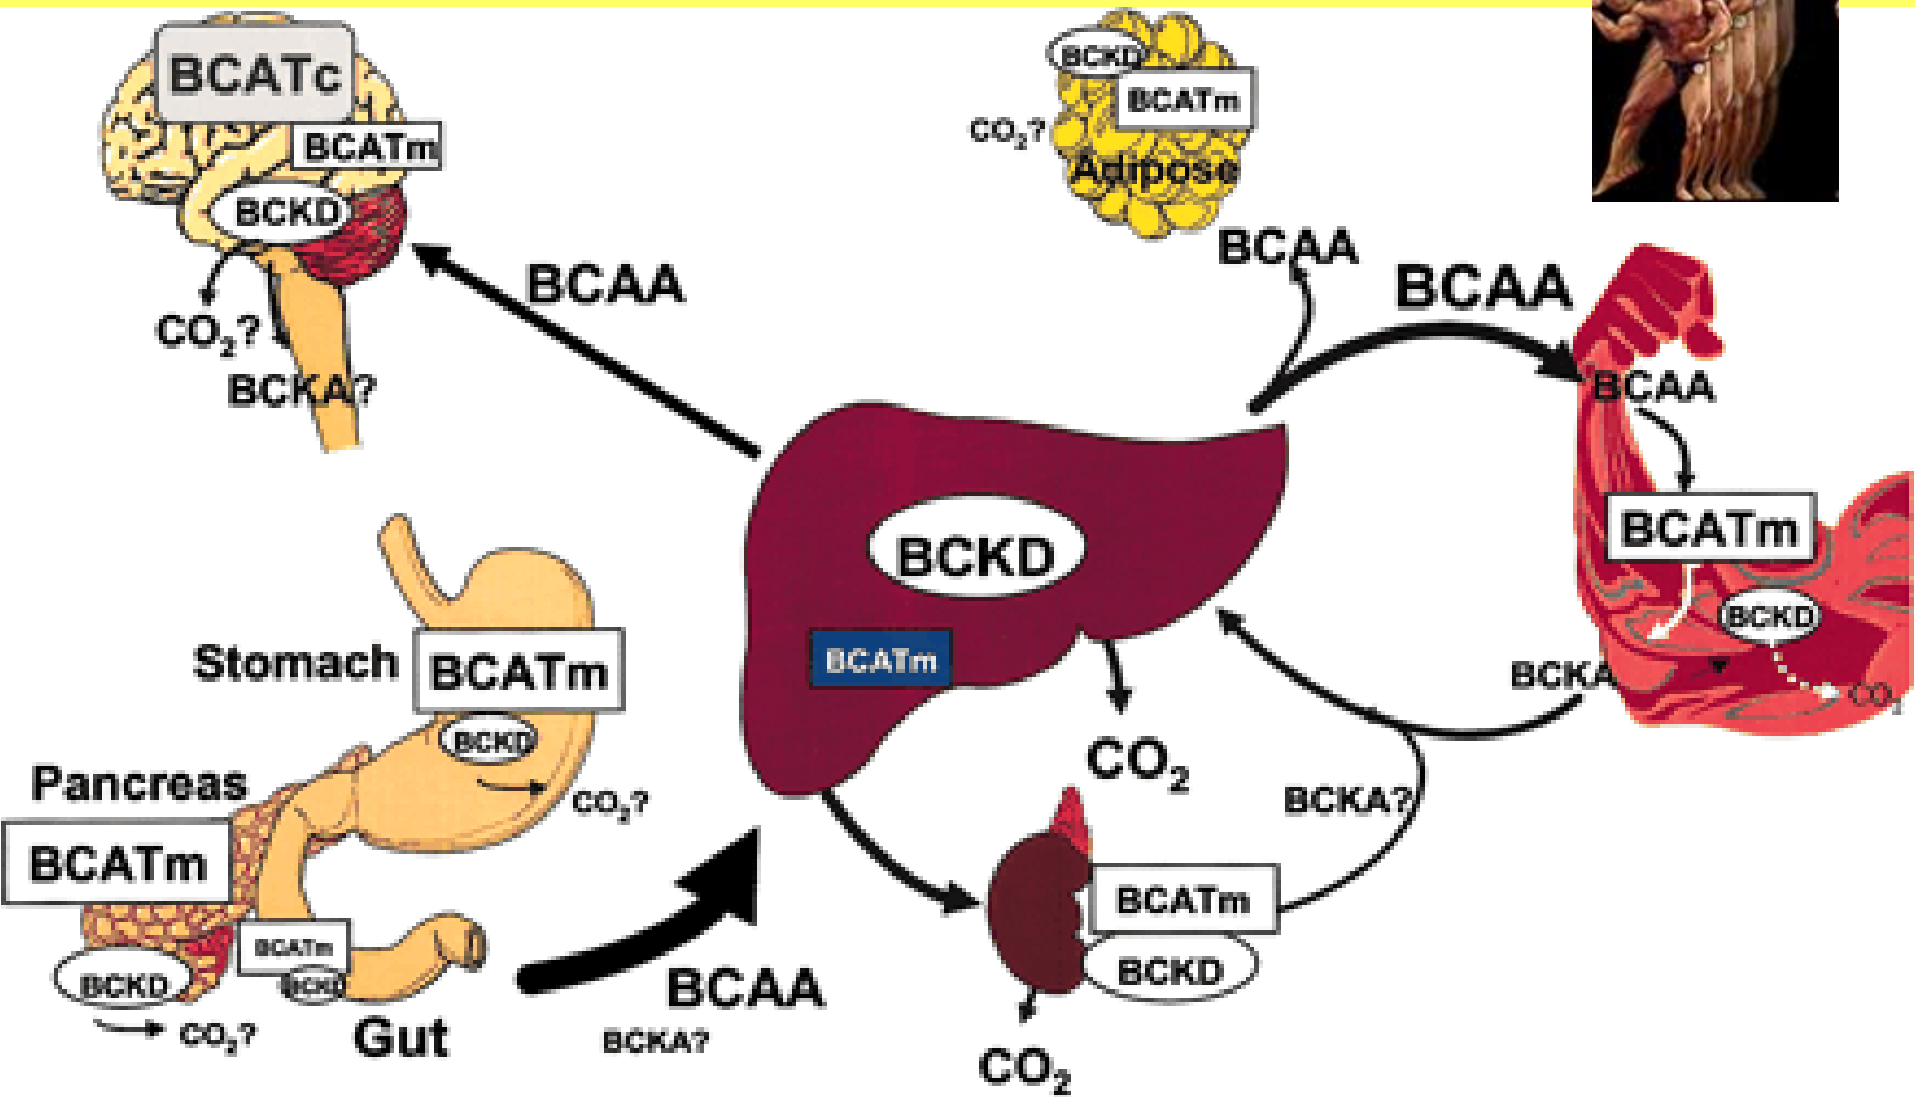 BCATc
BCATm
BCKD
CO2?
BCKA?
BCAA
BCKD
BCATm
CO2?
Adipose
BCAA
BCAA
BCAA
BCATm
BCKD
BCKA
CO2
BCKD
BCATm
CO2
Stomach
BCATm
BCKD
CO2?
Pancreas
BCATm
BCKD
CO2?
BCATm
BCKD
Gut
BCAA
BCKA?
BCKA?
BCATm
BCKD
CO2